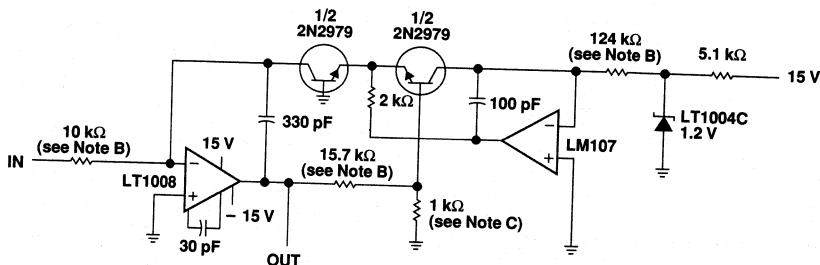 1/2
2N2979
1/2
2N2979
124 kΩ
(see Note B)
5.1 kΩ
15 V
2 kΩ
100 pF
LT1004C
1.2 V
330 pF
10 kΩ
(see Note B)
15 V
IN
−
+
LT1008
− 15 V
30 pF
OUT
15.7 kΩ
(see Note B)
1 kΩ
(see Note C)
−
+
LM107